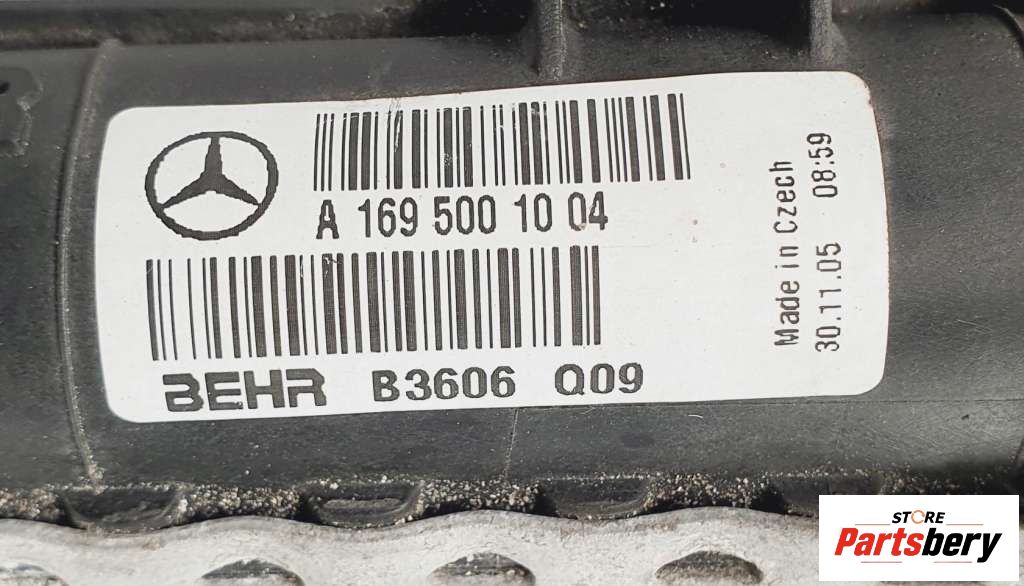 A 169 500 10 04
BEHR B3606 Q09
Made in Czech
30.11.05 08:59
STORE
Partsbery